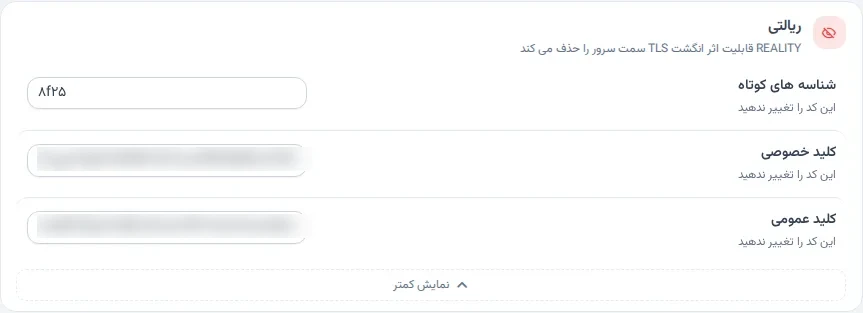 ریالتی
REALITY قابلیت اثر انگشت TLS سمت سرور را حذف می کند
شناسه های کوتاه
۸f۲۵
این کد را تغییر ندهید
کلید خصوصی
این کد را تغییر ندهید
کلید عمومی
این کد را تغییر ندهید
نمایش کمتر